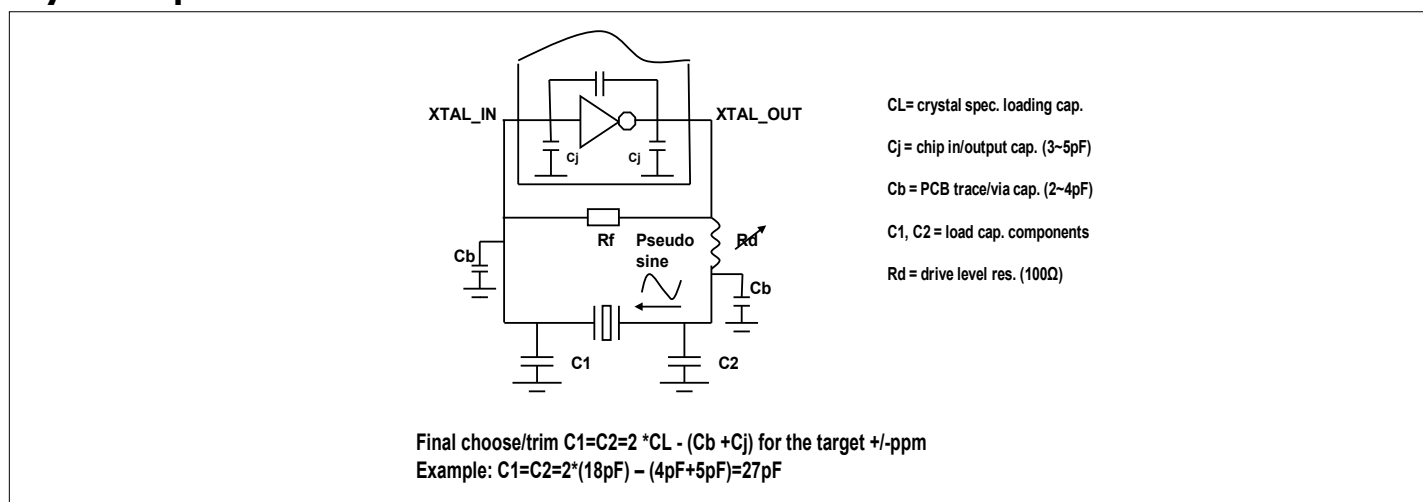 XTAL_IN
XTAL_OUT
Cj
Cj
Rf
Pseudo
sine
Rd
Cb
Cb
C1
C2
CL= crystal spec. loading cap.
Cj = chip in/output cap. (3~5pF)
Cb = PCB trace/via cap. (2~4pF)
C1, C2 = load cap. components
Rd = drive level res. (100Ω)
Final choose/trim C1=C2=2 *CL - (Cb +Cj) for the target +/-ppm
Example: C1=C2=2*(18pF) – (4pF+5pF)=27pF